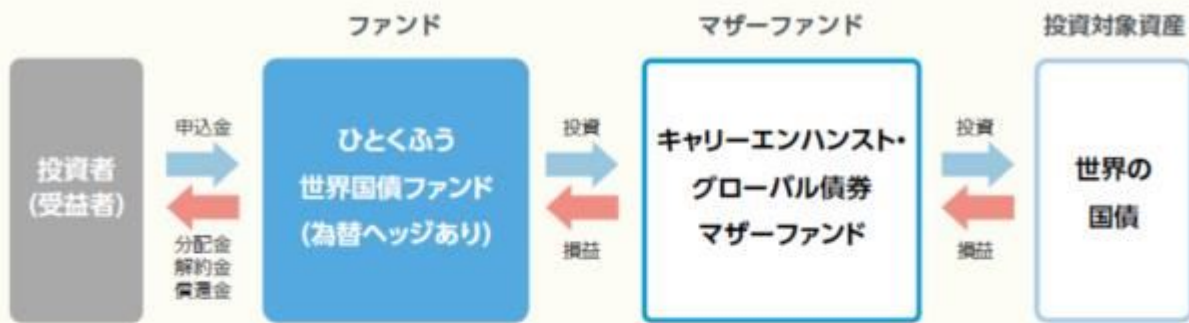 ファンド
マザーファンド
投資対象資産
投資者
(受益者)
申込金
分配金
解約金
償還金
ひとくふう
世界国債ファンド
(為替ヘッジあり)
投資
損益
キャリーエンハンスト・
グローバル債券
マザーファンド
投資
損益
世界の
国債